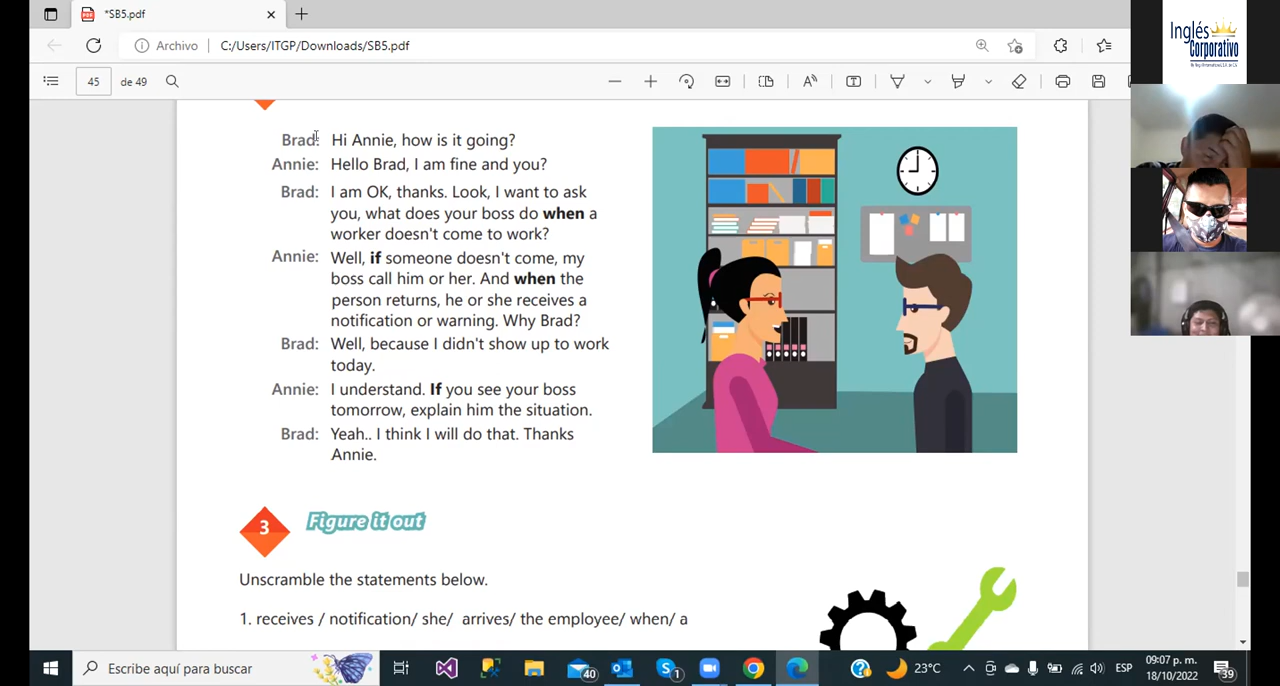 *SB5.pdf
Archivo
C:/Users/ITGP/Downloads/SB5.pdf
45
de 49
Inglés
Corporativo
Brad: Hi Annie, how is it going?
Annie: Hello Brad, I am fine and you?
Brad: I am OK, thanks. Look, I want to ask
you, what does your boss do when a
worker doesn't come to work?
Annie: Well, if someone doesn't come, my
boss call him or her. And when the
person returns, he or she receives a
notification or warning. Why Brad?
Brad: Well, because I didn't show up to work
today.
Annie: I understand. If you see your boss
tomorrow, explain him the situation.
Brad: Yeah.. I think I will do that. Thanks
Annie.
3 Figure it out
Unscramble the statements below.
1. receives / notification/ she/ arrives/ the employee/ when/ a
Escribe aquí para buscar
40
1
23°C
ESP
09:07 p. m.
18/10/2022
39